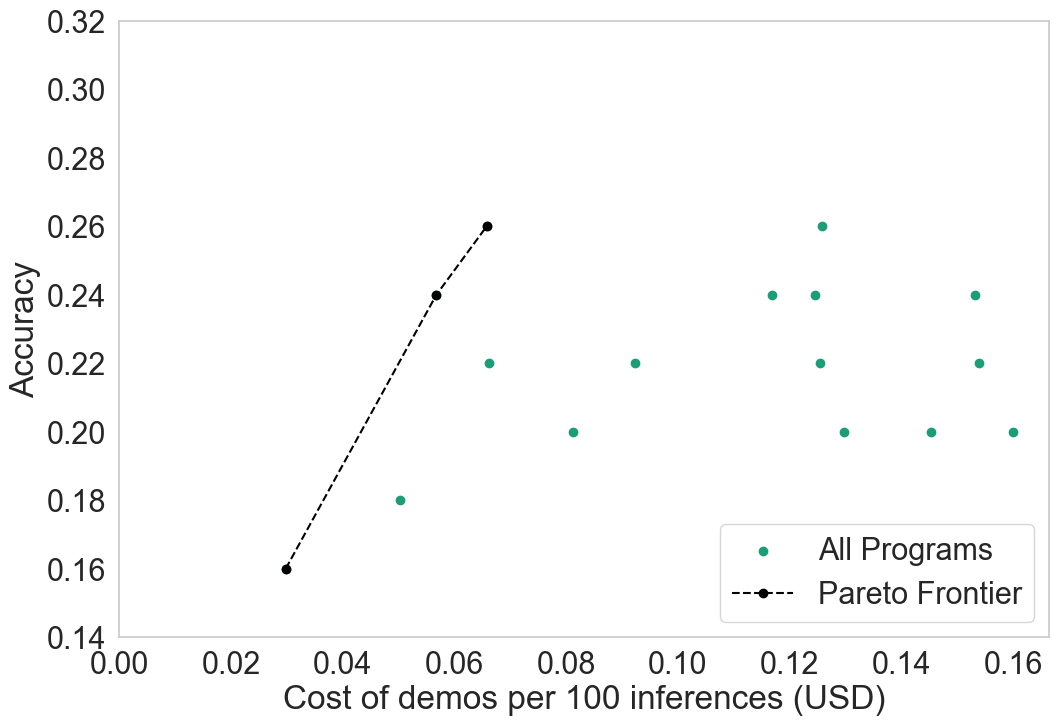 0.32
0.30
0.28
0.26
0.24
0.22
0.20
0.18
0.16
0.14
Accuracy
All Programs
Pareto Frontier
0.00 0.02 0.04 0.06 0.08 0.10 0.12 0.14 0.16
Cost of demos per 100 inferences (USD)